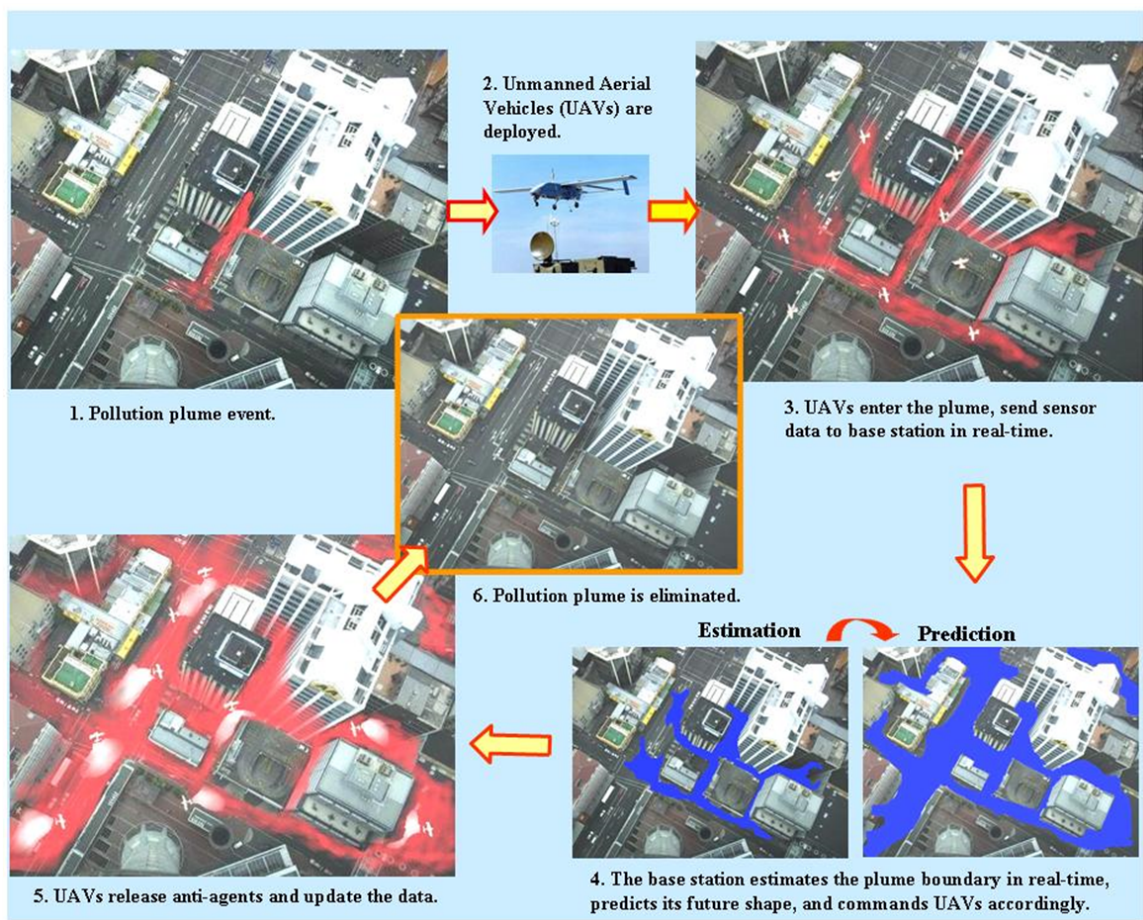 1. Pollution plume event.
2. Unmanned Aerial
Vehicles (UAVs) are
deployed.
3. UAVs enter the plume, send sensor
data to base station in real-time.
Estimation
Prediction
4. The base station estimates the plume boundary in real-time,
predicts its future shape, and commands UAVs accordingly.
5. UAVs release anti-agents and update the data.
6. Pollution plume is eliminated.